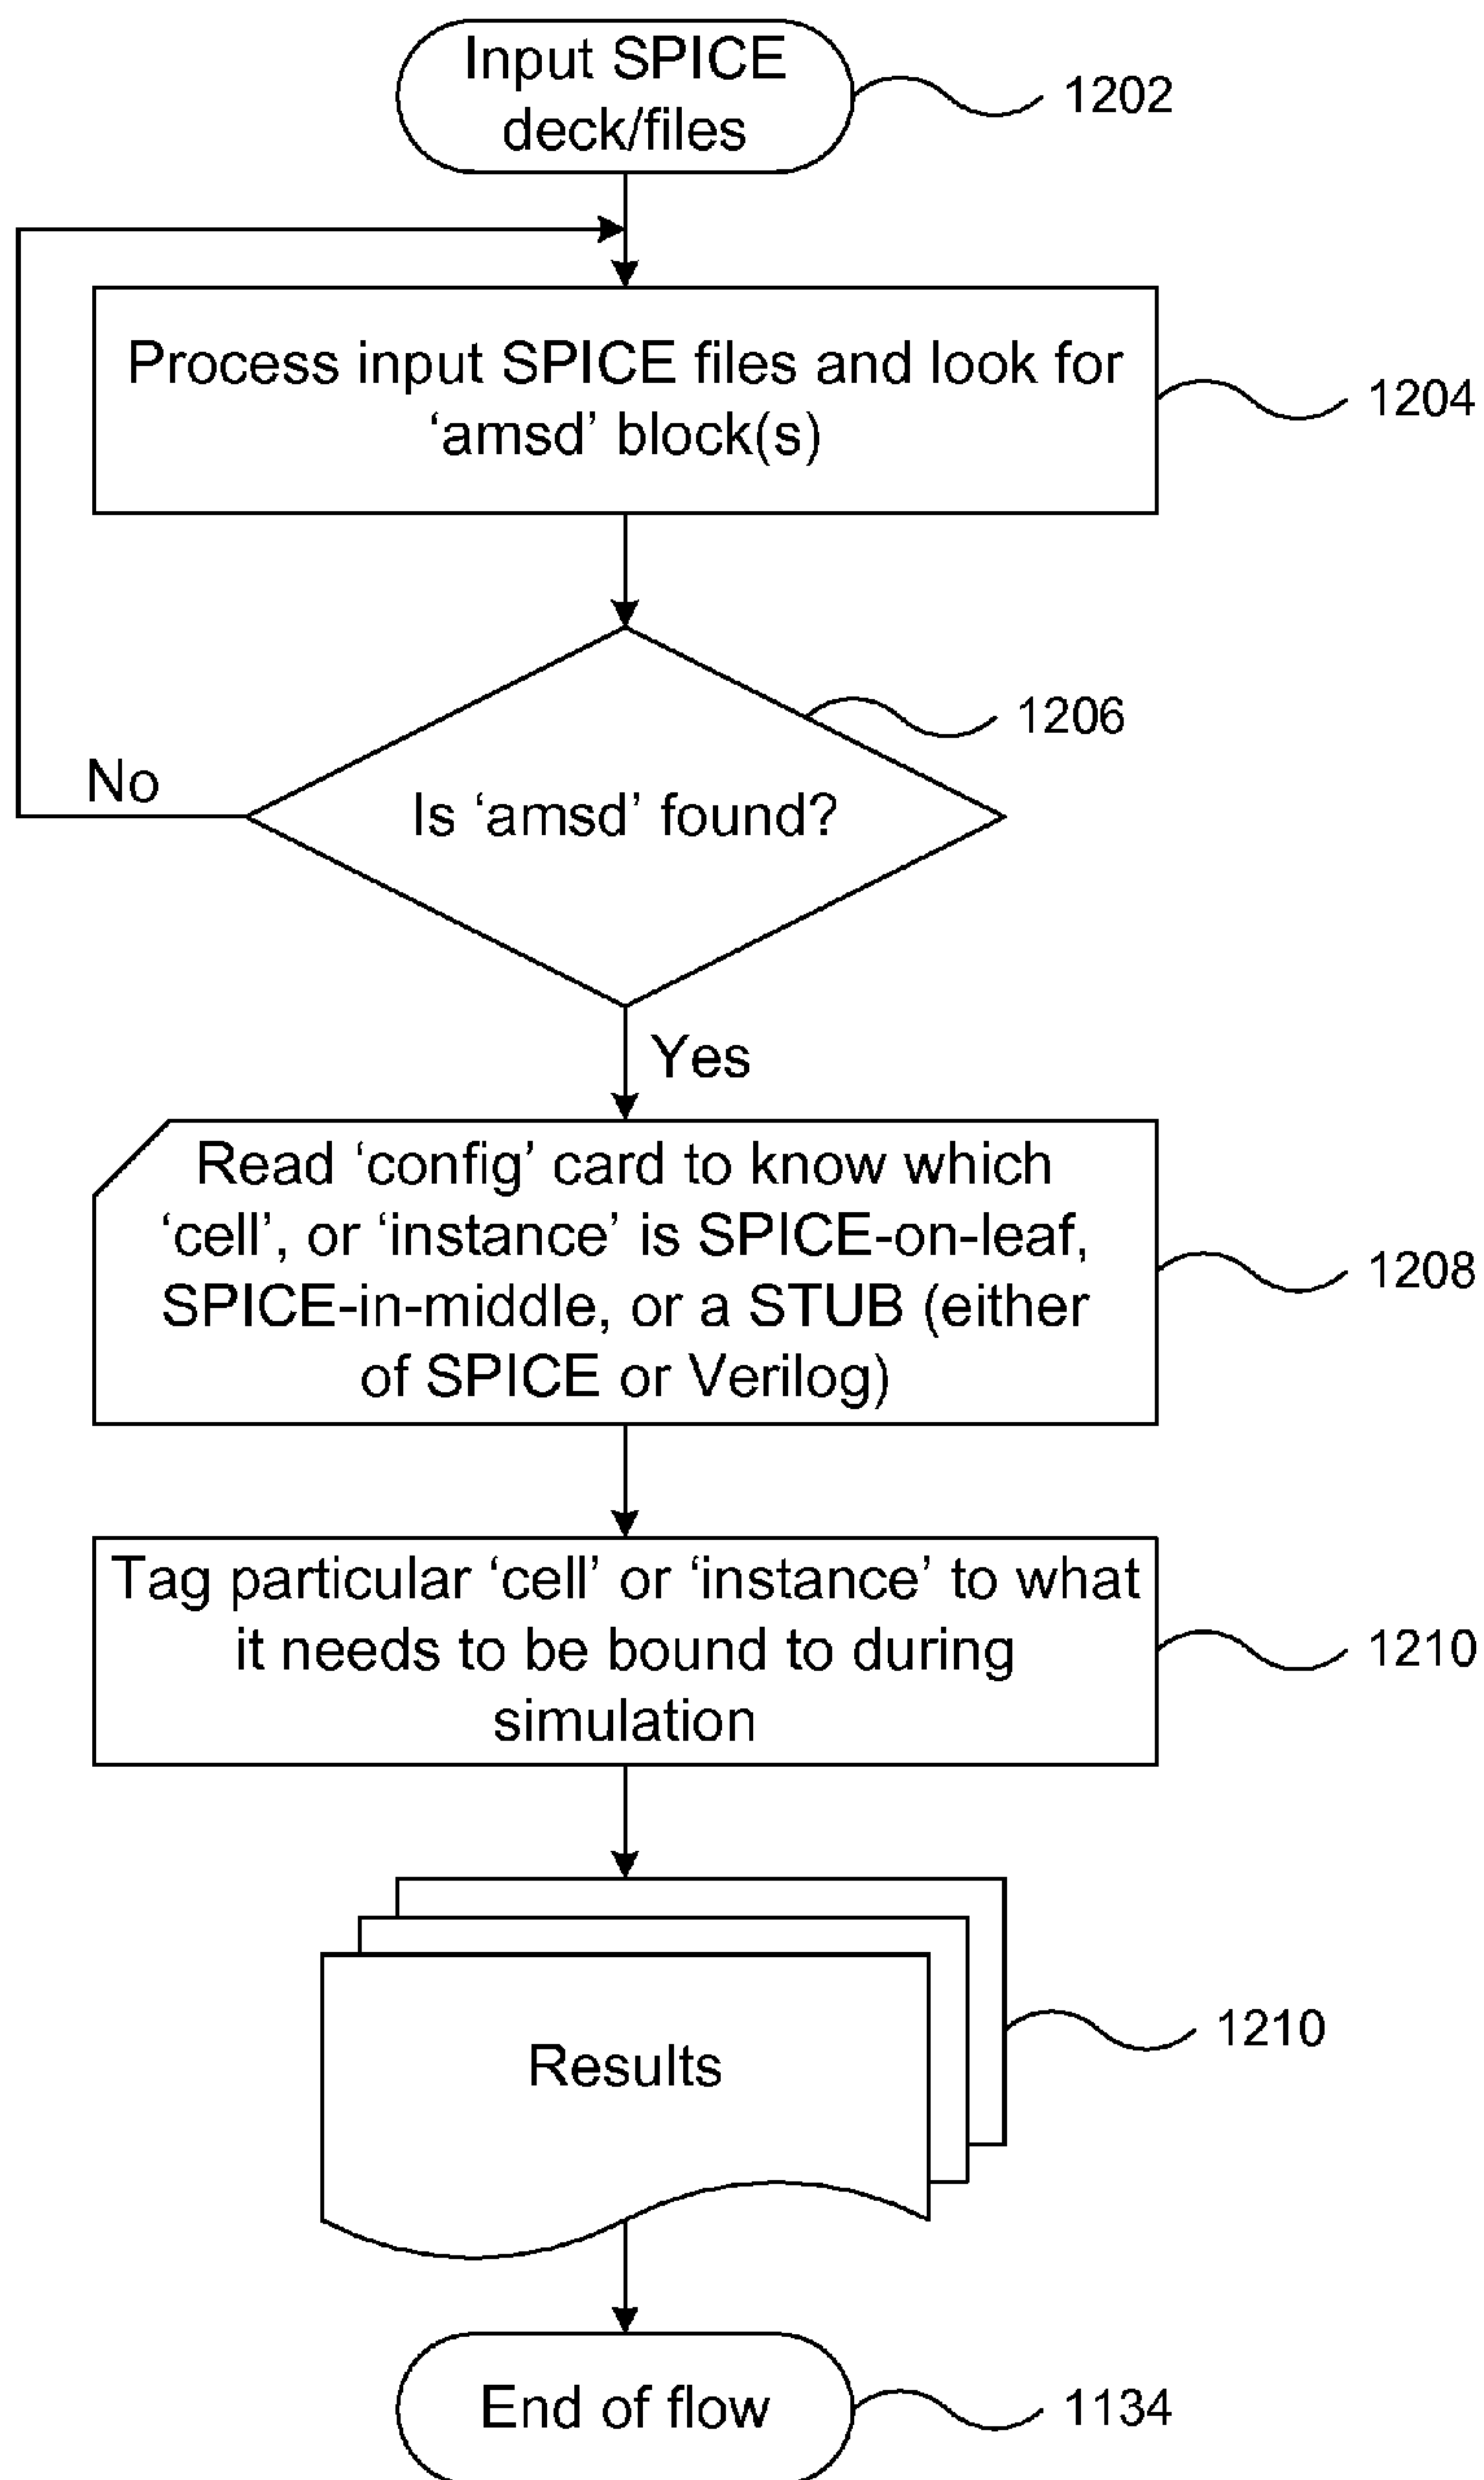 Input SPICE
deck/files
1202
Process input SPICE files and look for
‘amsd’ block(s)
1204
1206
Is ‘amsd’ found?
No
Yes
Read ‘config’ card to know which
‘cell’, or ‘instance’ is SPICE-on-leaf,
SPICE-in-middle, or a STUB (either
of SPICE or Verilog)
1208
Tag particular ‘cell’ or ‘instance’ to what
it needs to be bound to during
simulation
1210
Results
1210
End of flow
1134